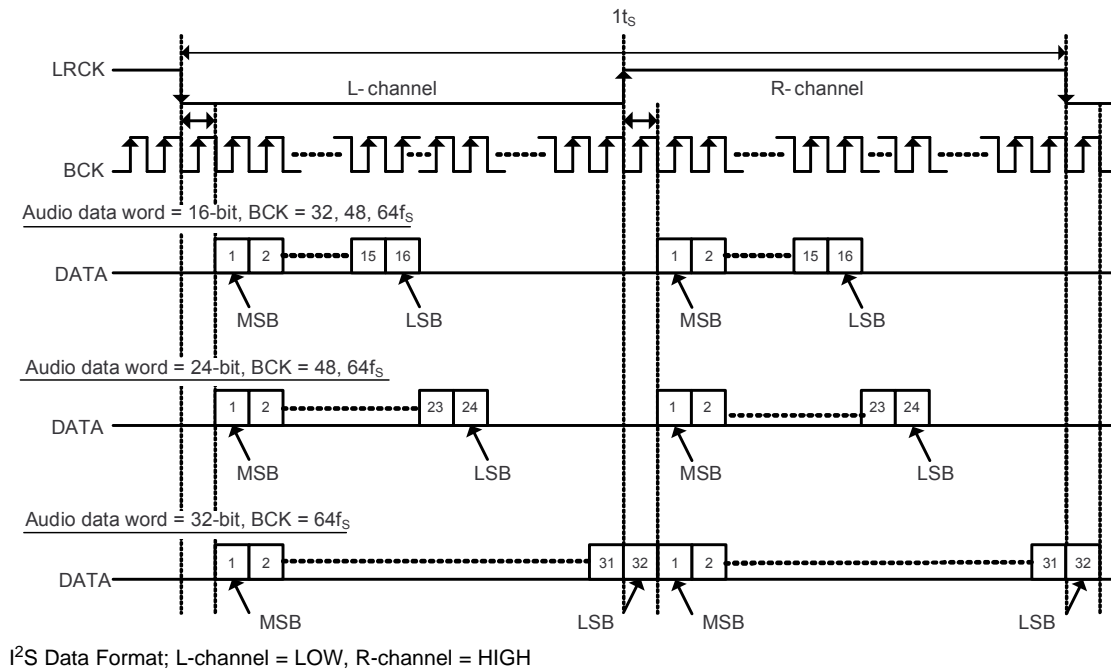 1tS
LRCK
L- channel
R- channel
BCK
Audio data word = 16-bit, BCK = 32, 48, 64fS
DATA
1 2 15 16 1 2 15 16
MSB LSB MSB LSB
Audio data word = 24-bit, BCK = 48, 64fS
DATA
1 2 23 24 1 2 23 24
MSB LSB MSB LSB
Audio data word = 32-bit, BCK = 64fS
DATA
1 2 31 32 1 2 31 32
MSB LSB MSB LSB
I²S Data Format; L-channel = LOW, R-channel = HIGH